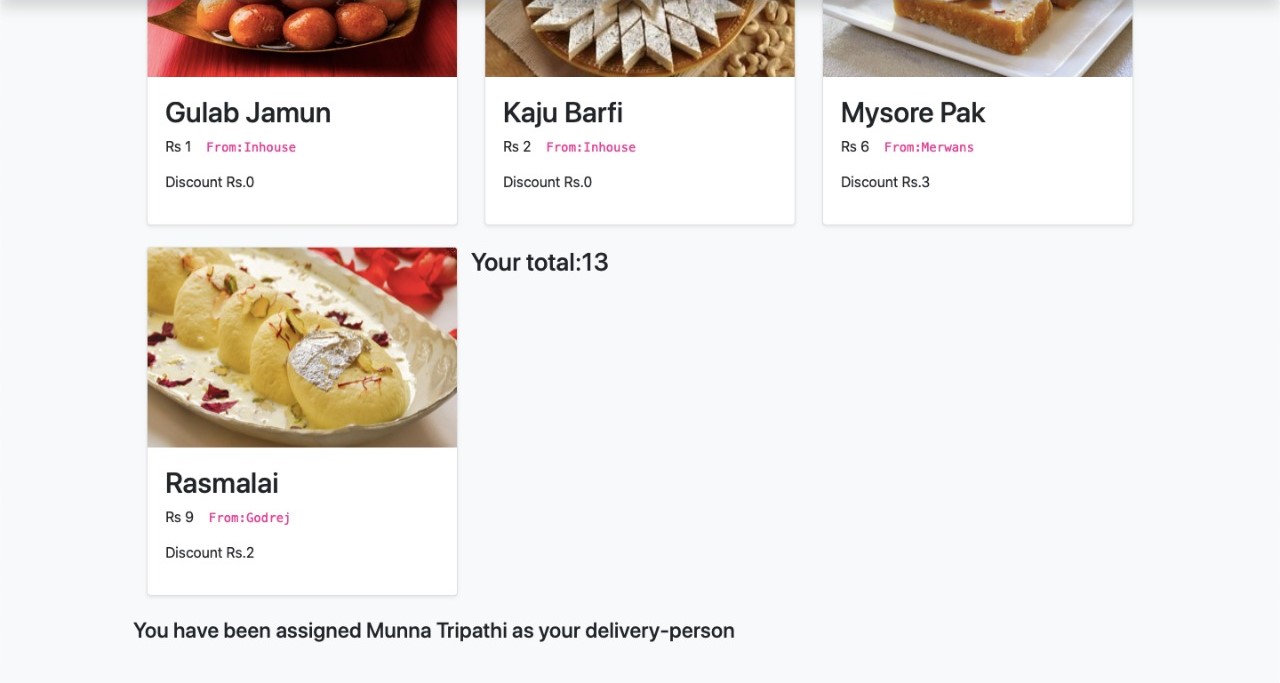 Gulab Jamun
Rs 1 From:Inhouse
Discount Rs.0
Kaju Barfi
Rs 2 From:Inhouse
Discount Rs.0
Mysore Pak
Rs 6 From:Merwans
Discount Rs.3
Your total:13
Rasmalai
Rs 9 From:Godrej
Discount Rs.2
You have been assigned Munna Tripathi as your delivery-person